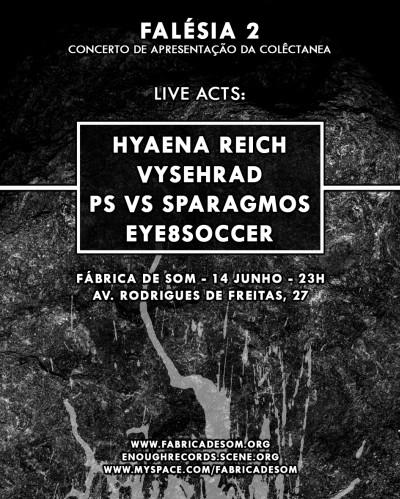 FALÉSIA 2
CONCERTO DE APRESENTAÇÃO DA COLÊCTANEA
LIVE ACTS:
HYAENA REICH
VYSEHRAD
PS VS SPARAGMOS
EYE8SOCCER
FÁBRICA DE SOM - 14 JUNHO - 23H
AV. RODRIGUES DE FREITAS, 27
WWW.FABRICADESOM.ORG
ENOUGHRECORDS.SCENE.ORG
WWW.MYSPACE.COM/FABRICADESOM